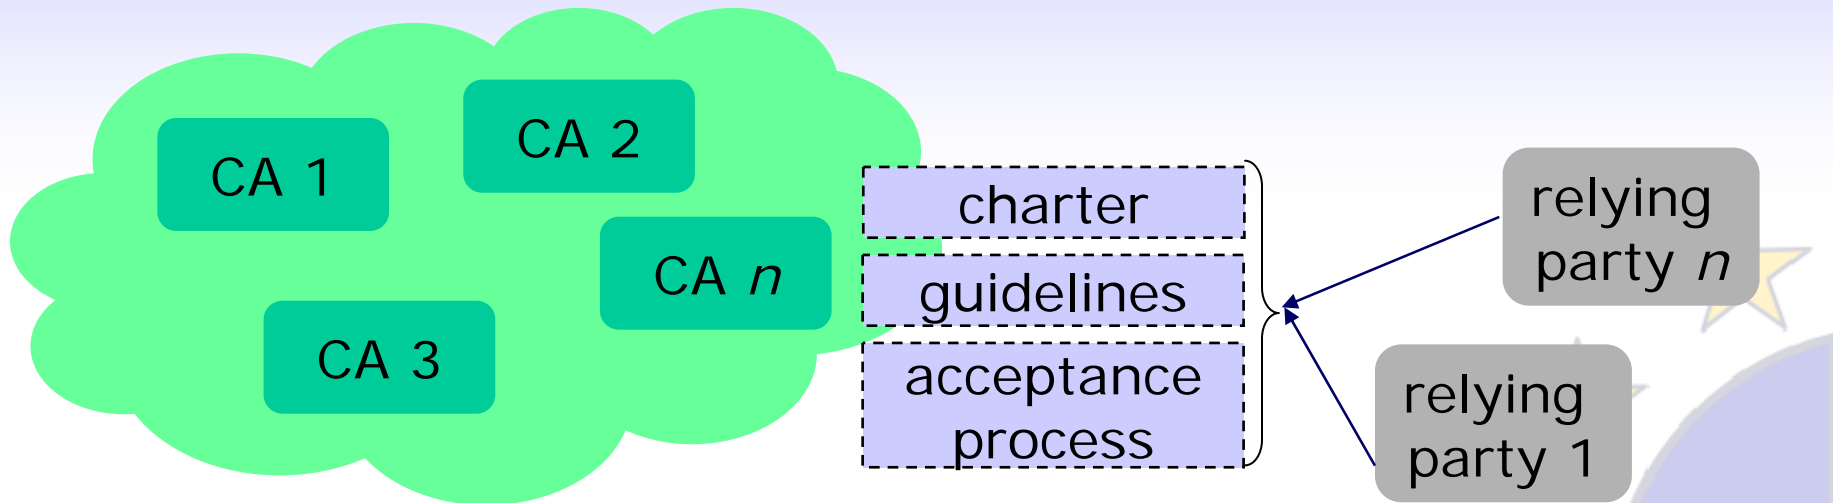 CA 1
CA 2
CA n
CA 3
charter
guidelines
acceptance
process
relying
party n
relying
party 1